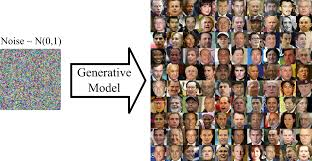 Noise ~ N(0,1)
Generative
Model